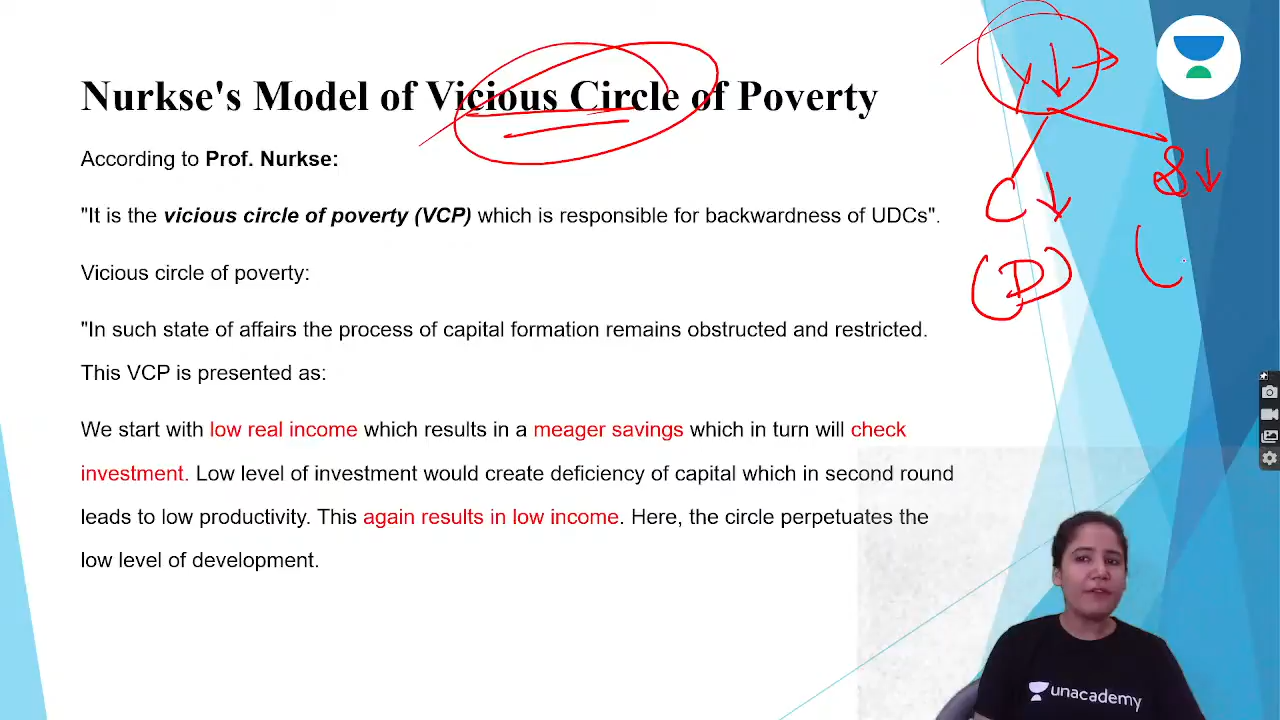 Nurkse's Model of Vicious Circle of Poverty
According to Prof. Nurkse:
"It is the vicious circle of poverty (VCP) which is responsible for backwardness of UDCs".
Vicious circle of poverty:
"In such state of affairs the process of capital formation remains obstructed and restricted.
This VCP is presented as:
We start with low real income which results in a meager savings which in turn will check
investment. Low level of investment would create deficiency of capital which in second round
leads to low productivity. This again results in low income. Here, the circle perpetuates the
low level of development.
Y↓→
S↓
C↓
(D)
(
unacademy